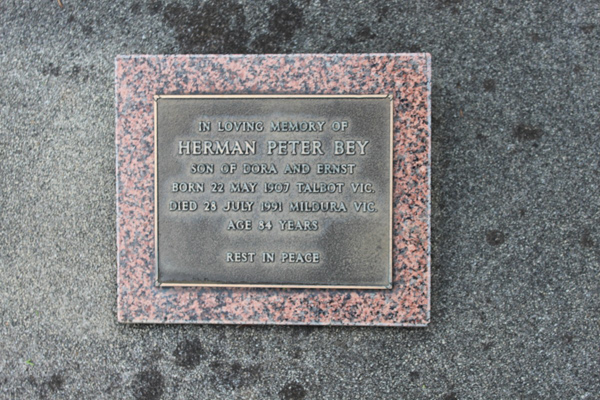 IN LOVING MEMORY OF
HERMAN PETER BEY
SON OF DORA AND ERNST
BORN 22 MAY 1907 TALBOT VIC.
DIED 28 JULY 1991 MILDURA VIC.
AGE 84 YEARS
REST IN PEACE